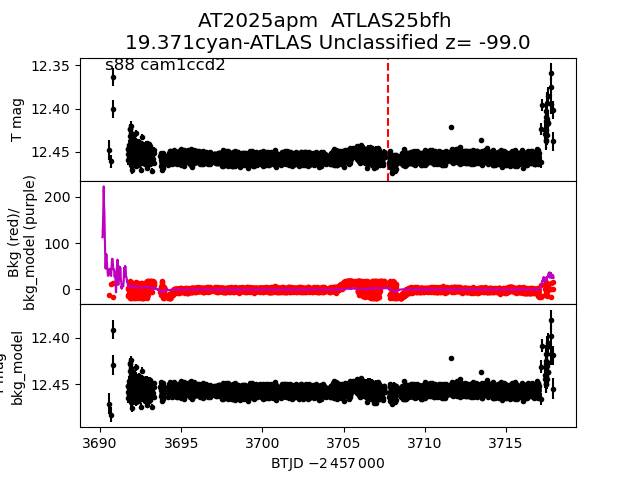 AT2025apm  ATLAS25bfh
19.371cyan-ATLAS Unclassified z= -99.0
s88 cam1ccd2
12.35
12.40
12.45
T mag
200
100
0
Bkg (red)/
bkg_model (purple)
12.40
12.45
mag
bkg_model
3690
3695
3700
3705
3710
3715
BTJD −2 457 000